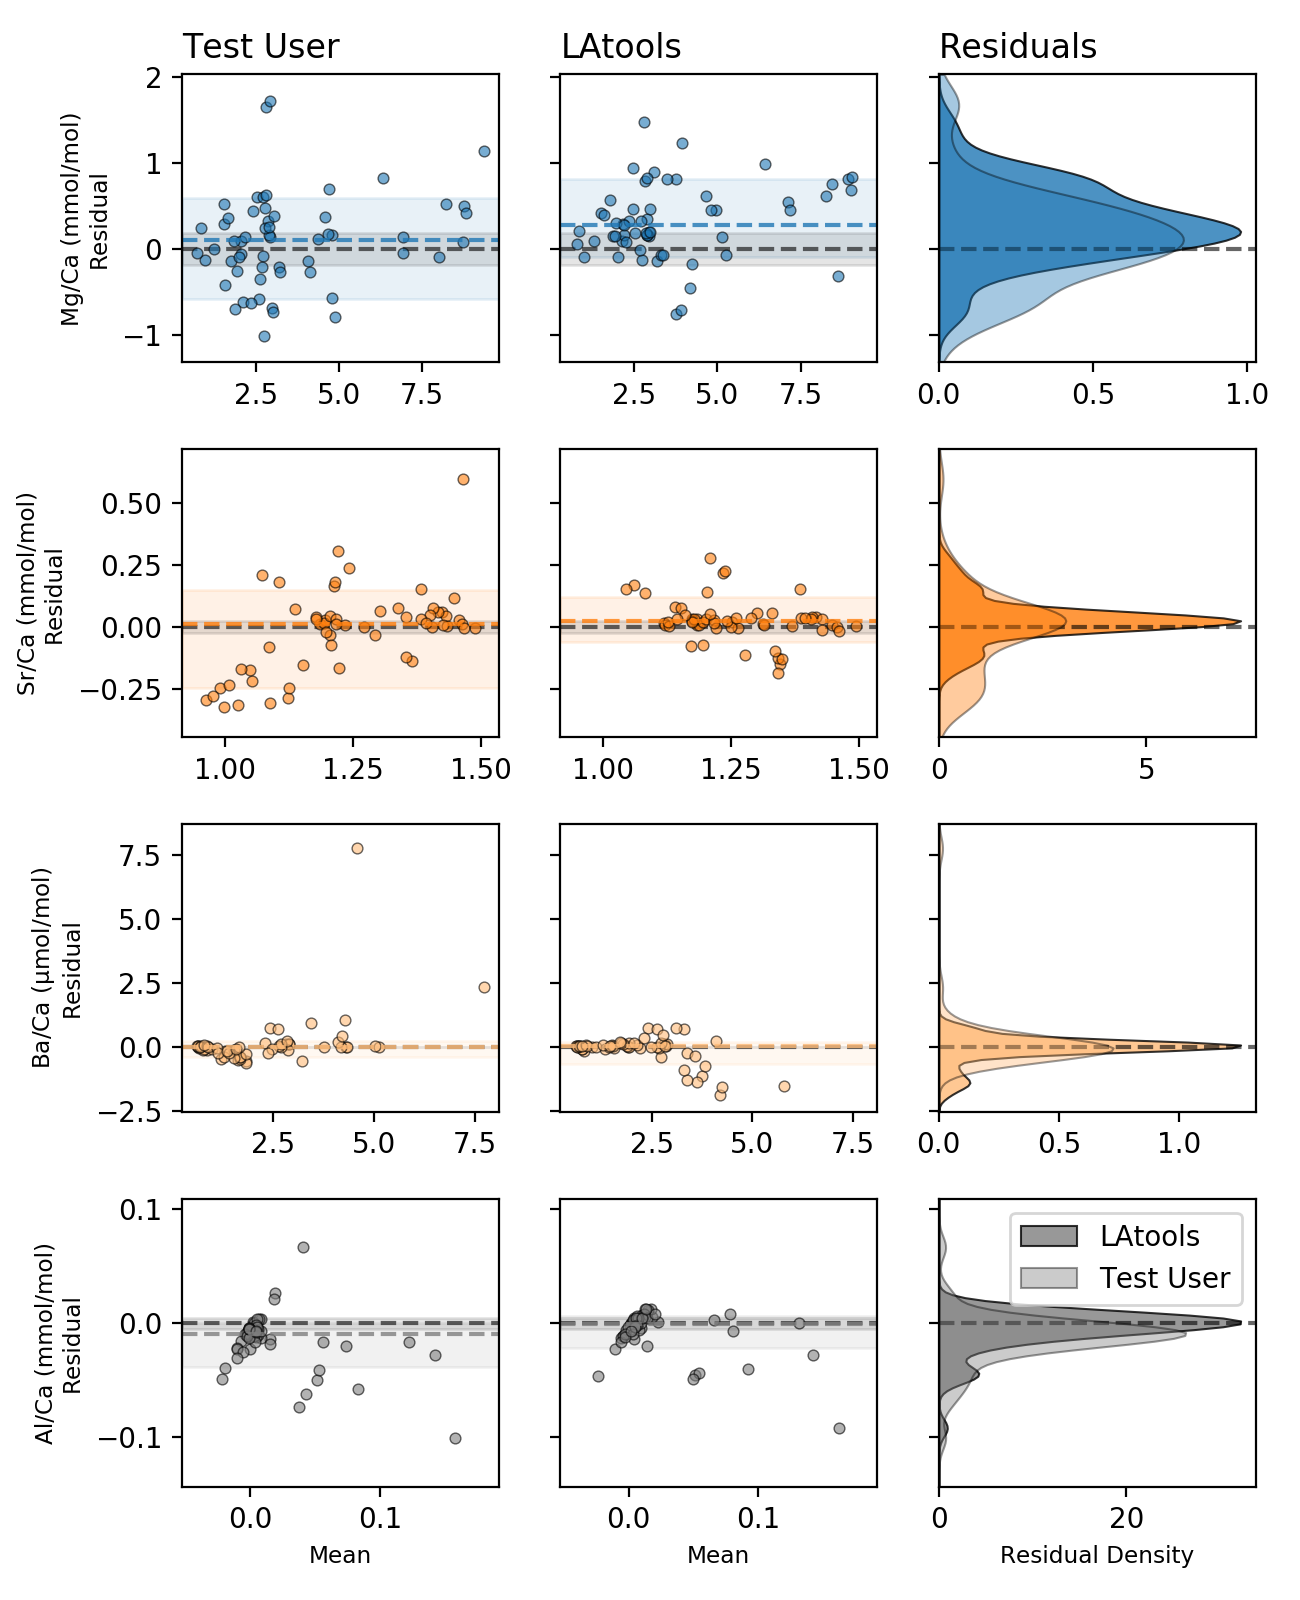 Test User
LAtools
Residuals
Mg/Ca (mmol/mol)
Residual
2
1
0
−1
2.5 5.0 7.5
2.5 5.0 7.5
0.0 0.5 1.0
Sr/Ca (mmol/mol)
Residual
0.50
0.25
0.00
−0.25
1.00 1.25 1.50
1.00 1.25 1.50
0 5
Ba/Ca (μmol/mol)
Residual
7.5
5.0
2.5
0.0
−2.5
2.5 5.0 7.5
2.5 5.0 7.5
0.0 0.5 1.0
Al/Ca (mmol/mol)
Residual
0.1
0.0
−0.1
LAtools
Test User
0.0 0.1
0.0 0.1
0 20
Mean
Mean
Residual Density